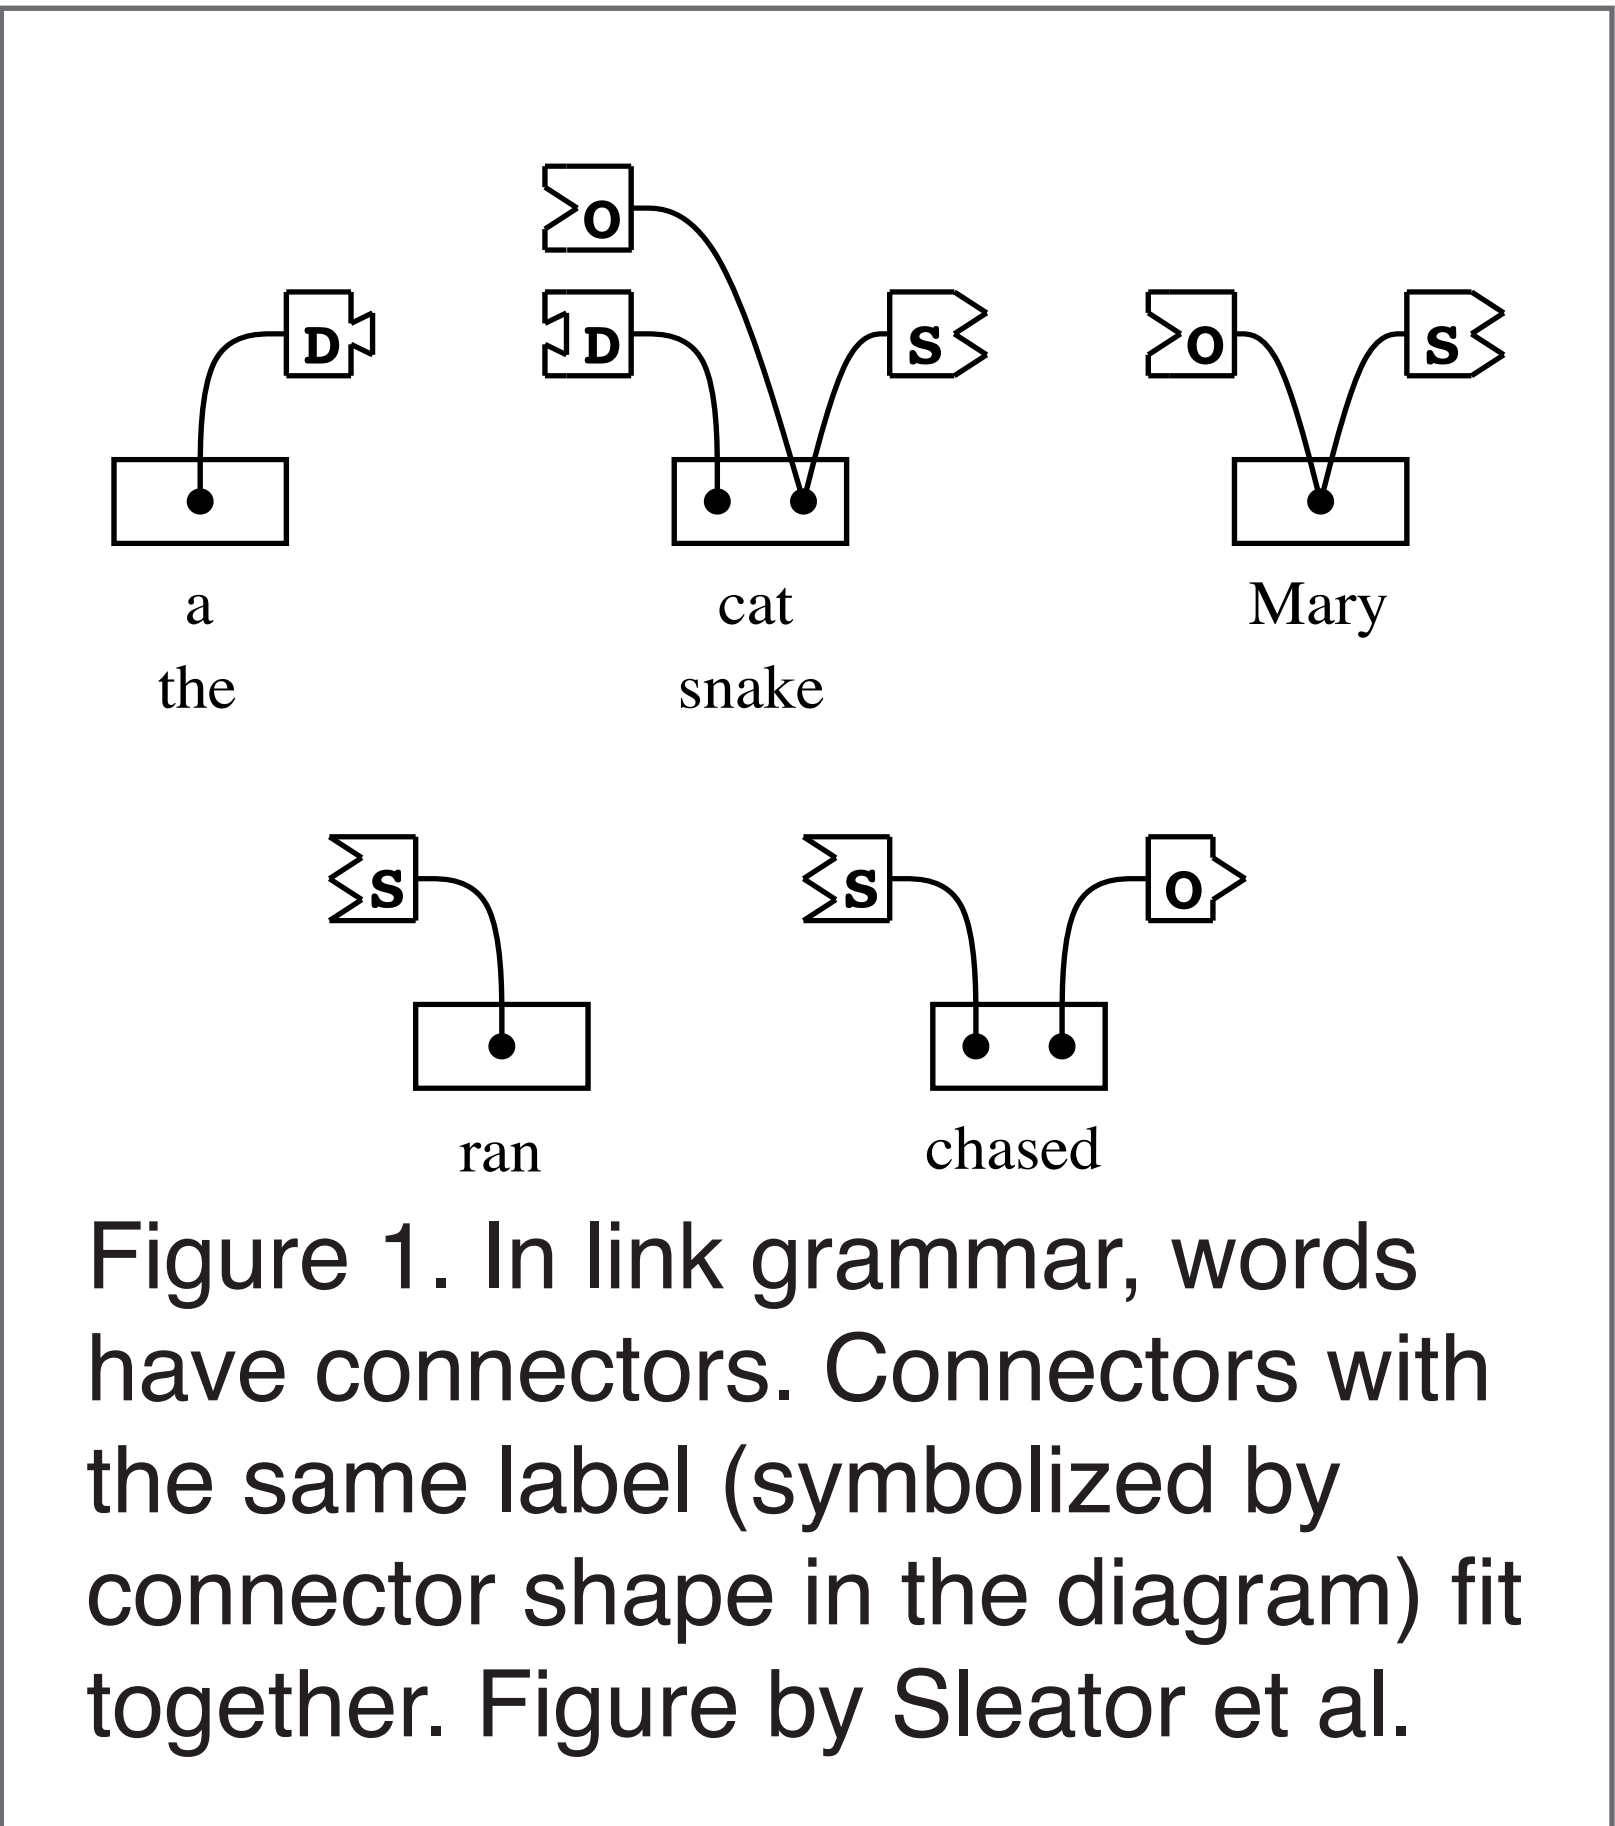 O
D D S O S
a cat Mary
the snake
S S O
ran chased
Figure 1. In link grammar, words
have connectors. Connectors with
the same label (symbolized by
connector shape in the diagram) fit
together. Figure by Sleator et al.